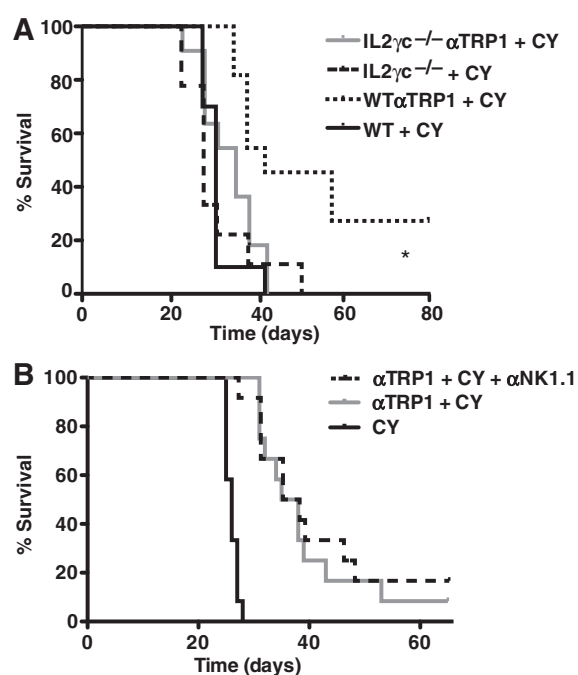 A
100
80
60
40
20
0
% Survival
0 20 40 60 80
Time (days)
IL2γc−/− αTRP1 + CY
IL2γc−/− + CY
WTαTRP1 + CY
WT + CY
*
B
100
80
60
40
20
0
% Survival
0 20 40 60
Time (days)
αTRP1 + CY + αNK1.1
αTRP1 + CY
CY